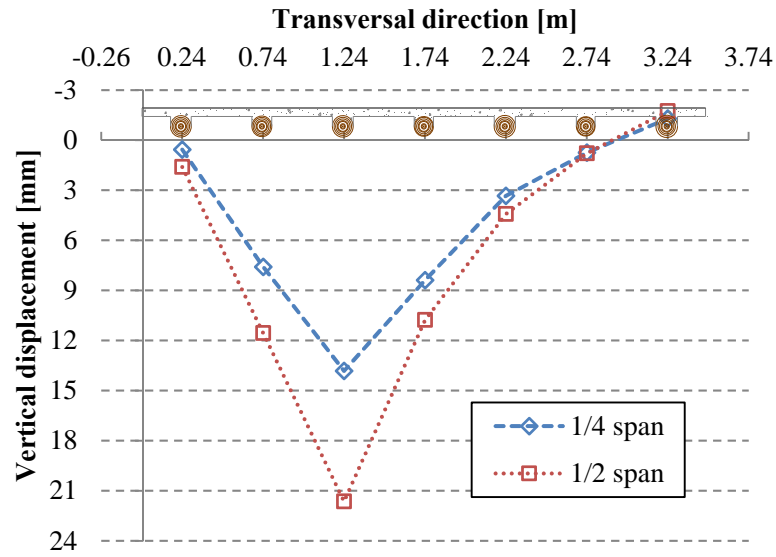 Transversal direction [m]
-0.26 0.24 0.74 1.24 1.74 2.24 2.74 3.24 3.74
Vertical displacement [mm]
-3
0
3
6
9
12
15
18
21
24
1/4 span
1/2 span